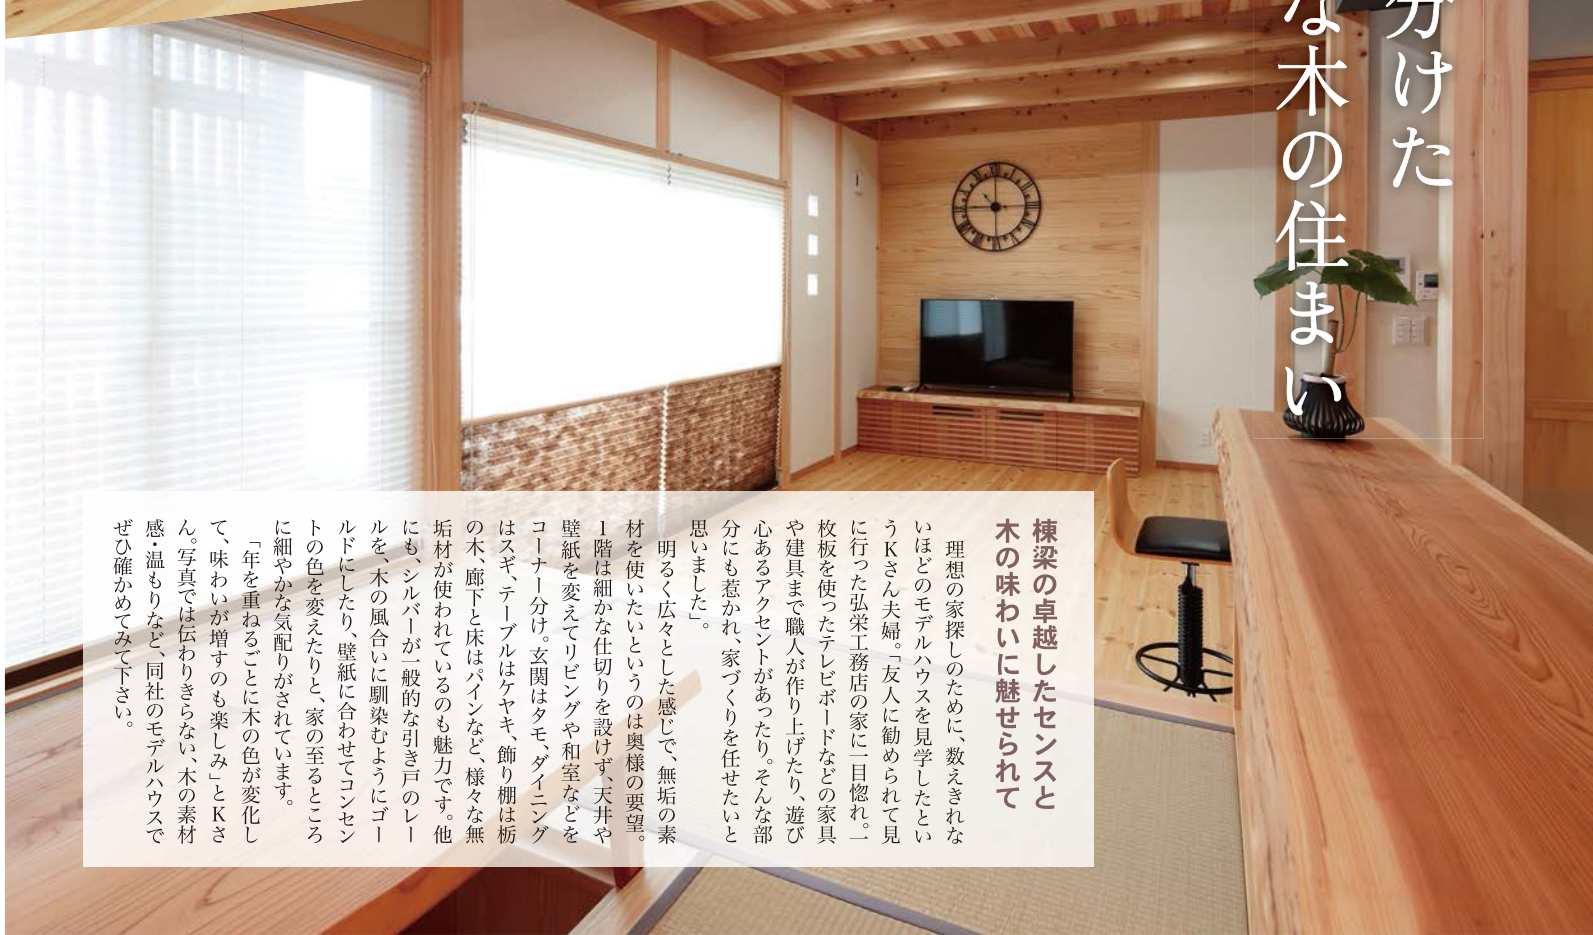 分けた
な木の住まい
棟梁の卓越したセンスと
木の味わいに魅せられて
　理想の家探しのために、数えきれな
いほどのモデルハウスを見学したとい
うKさん夫婦。「友人に勧められて見
に行った弘栄工務店の家に一目惚れ。一
枚板を使ったテレビボードなどの家具
や建具まで職人が作り上げたり、遊び
心あるアクセントがあったり。そんな部
分にも惹かれ、家づくりを任せたいと
思いました」。
　明るく広々とした感じで、無垢の素
材を使いたいというのは奥様の要望。
1階は細かな仕切りを設けず、天井や
壁紙を変えてリビングや和室などを
コーナー分け。玄関はタモ、ダイニング
はスギ、テーブルはケヤキ、飾り棚は栃
の木、廊下と床はパインなど、様々な無
垢材が使われているのも魅力です。他
にも、シルバーが一般的な引き戸のレー
ルを、木の風合いに馴染むようにゴー
ルドにしたり、壁紙に合わせてコンセン
トの色を変えたりと、家の至るところ
に細やかな気配りがされています。
　「年を重ねるごとに木の色が変化し
て、味わいが増すのも楽しみ」とKさ
ん。写真では伝わりきらない、木の素材
感・温もりなど、同社のモデルハウスで
ぜひ確かめてみて下さい。